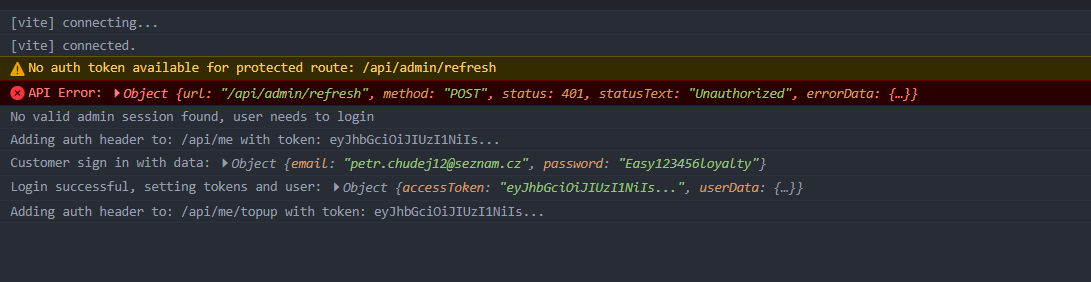 [vite] connecting...
[vite] connected.
No auth token available for protected route: /api/admin/refresh
API Error: Object {url: "/api/admin/refresh", method: "POST", status: 401, statusText: "Unauthorized", errorData: {…}}
No valid admin session found, user needs to login
Adding auth header to: /api/me with token: eyJhbGciOiJIUzI1NiIs...
Customer sign in with data: Object {email: "petr.chudej12@seznam.cz", password: "Easy123456loyalty"}
Login successful, setting tokens and user: Object {accessToken: "eyJhbGciOiJIUzI1NiIs...", userData: {…}}
Adding auth header to: /api/me/topup with token: eyJhbGciOiJIUzI1NiIs...